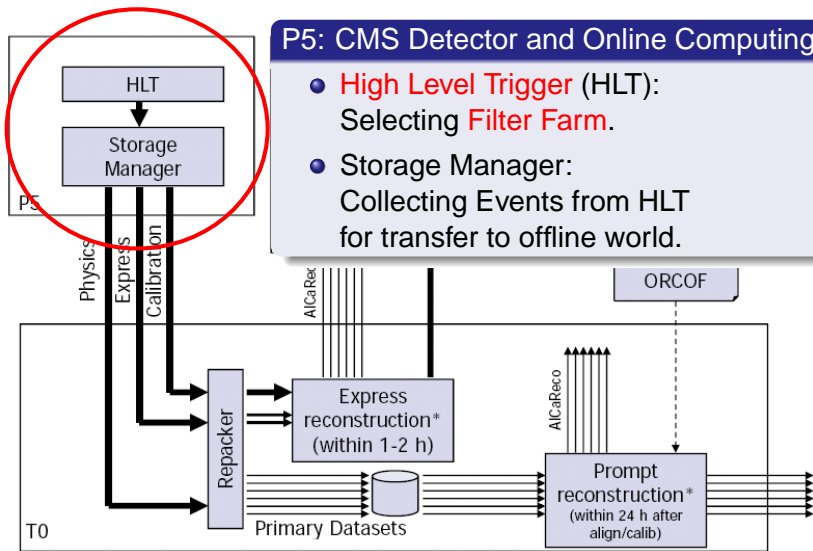 P5: CMS Detector and Online Computing
High Level Trigger (HLT):
Selecting Filter Farm.
Storage Manager:
Collecting Events from HLT
for transfer to offline world.
HLT
Storage
Manager
P5
Physics
Express
Calibration
AlCaReco
ORCOF
AlCaReco
Repacker
Express
reconstruction*
(within 1-2 h)
Prompt
reconstruction*
(within 24 h after
align/calib)
Primary Datasets
T0